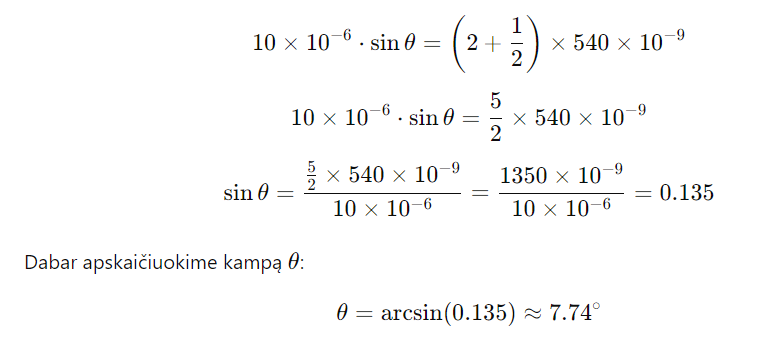 10 × 10⁻⁶ · sin θ = (2 + 1/2) × 540 × 10⁻⁹
10 × 10⁻⁶ · sin θ = 5/2 × 540 × 10⁻⁹
sin θ = (5/2 × 540 × 10⁻⁹)/(10 × 10⁻⁶) = (1350 × 10⁻⁹)/(10 × 10⁻⁶) = 0.135
Dabar apskaičiuokime kampą θ:
θ = arcsin(0.135) ≈ 7.74°